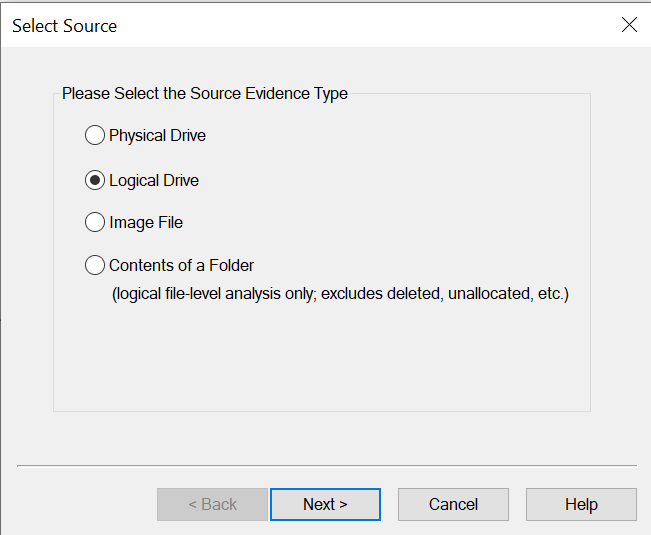 Select Source
Please Select the Source Evidence Type
Physical Drive
Logical Drive
Image File
Contents of a Folder
(logical file-level analysis only; excludes deleted, unallocated, etc.)
< Back Next > Cancel Help